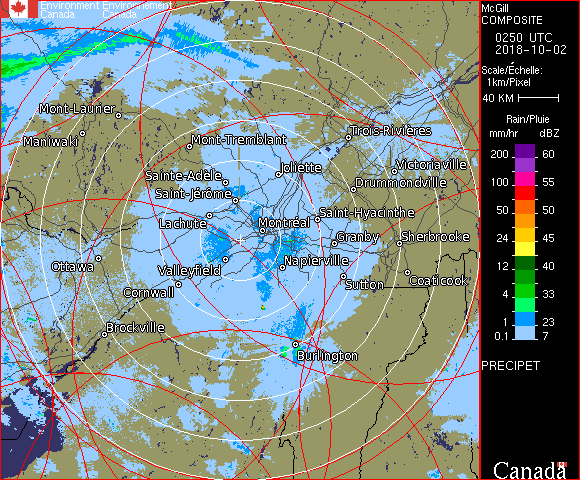 Environment Environnement
Canada Canada
McGill
COMPOSITE
0250 UTC
2018-10-02
Scale/Échelle:
1km/Pixel
40 KM
Rain/Pluie
mm/hr dBZ
200 60
100 55
50 50
24 45
12 40
4 33
1 28
0.5 23
0.1 7
PRECIPET
Canada
Mont-Laurier
Maniwaki
Mont-Tremblant
Trois-Rivières
Joliette
Victoriaville
Sainte-Adèle
Drummondville
Saint-Jérôme
Saint-Hyacinthe
Lachute
Montréal
Granby
Sherbrooke
Ottawa
Valleyfield
Napierville
Sutton
Coaticook
Cornwall
Brockville
Burlington